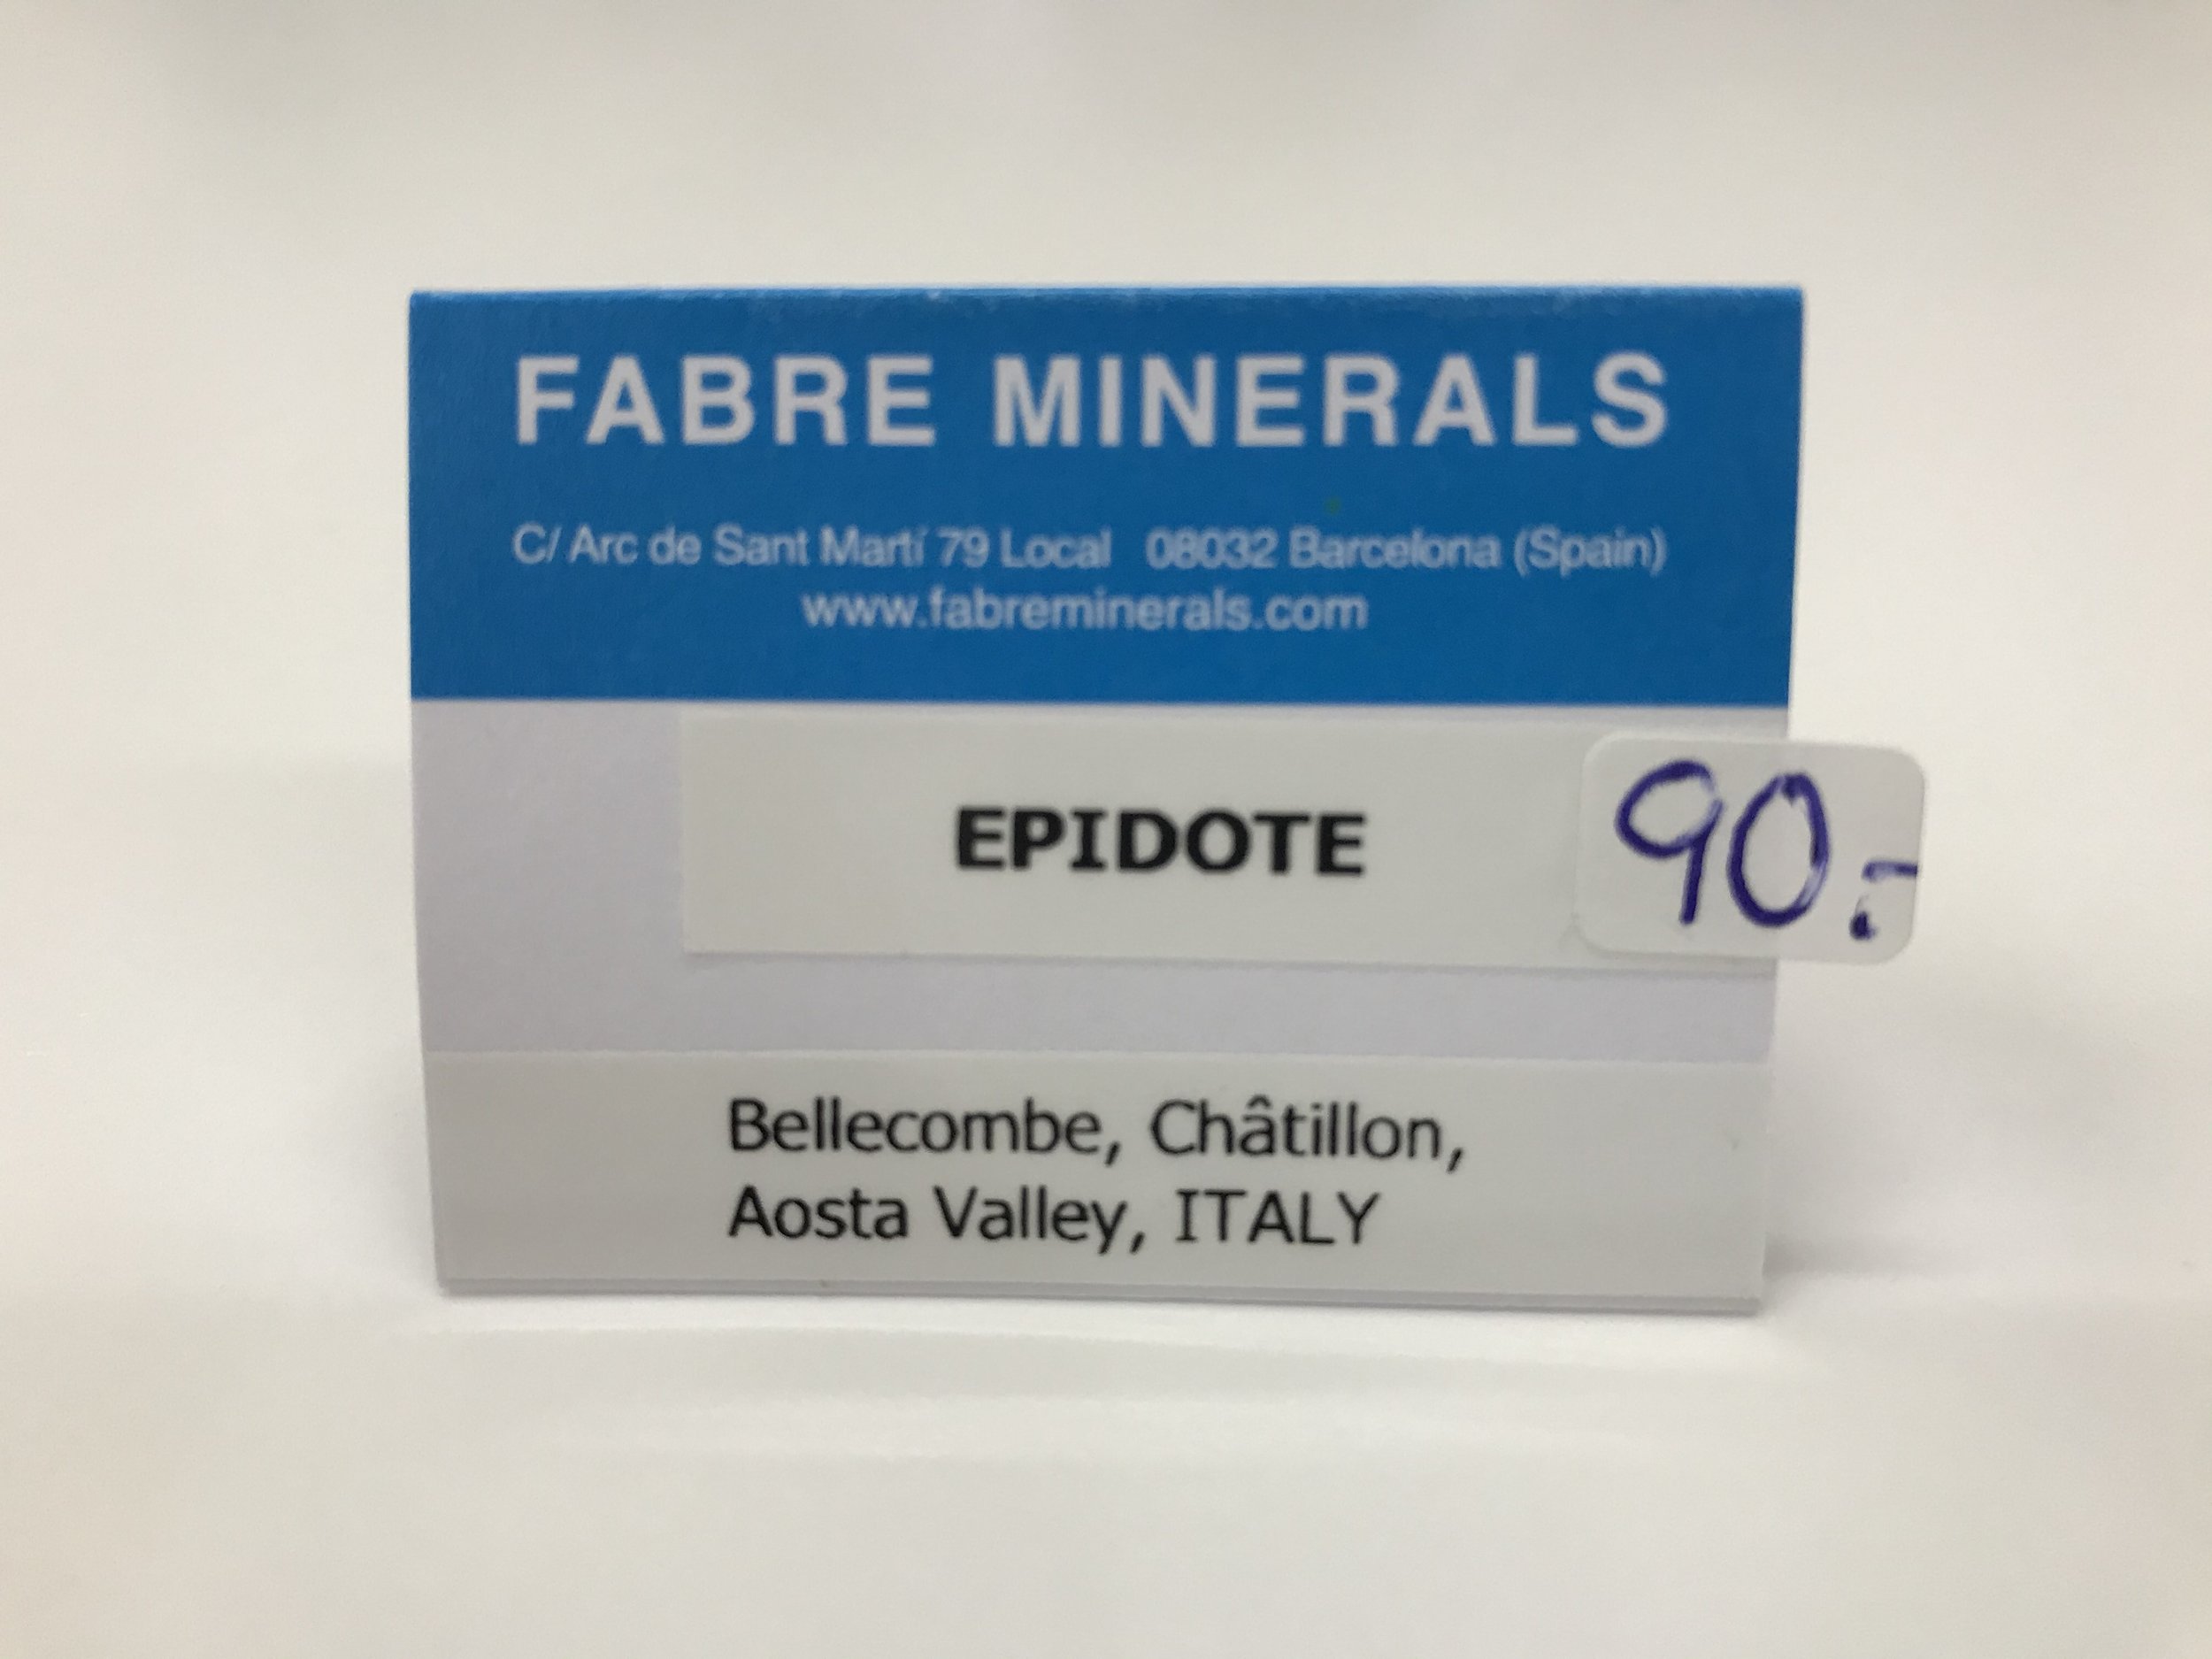 FABRE MINERALS
C/ Arc de Sant Martí 79 Local 08032 Barcelona (Spain)
www.fabreminerals.com
EPIDOTE
90.-
Bellecombe, Châtillon,
Aosta Valley, ITALY